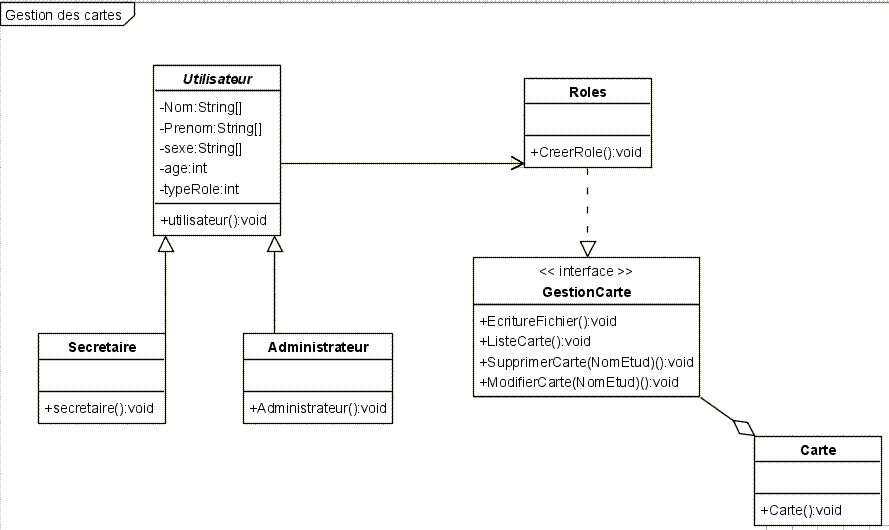 Gestion des cartes
Utilisateur
-Nom:String[]
-Prenom:String[]
-sexe:String[]
-age:int
-typeRole:int
+utilisateur():void
Roles
+CreerRole():void
<< interface >>
GestionCarte
+EcritureFichier():void
+ListeCarte():void
+SupprimerCarte(NomEtud)():void
+ModifierCarte(NomEtud)():void
Secretaire
+secretaire():void
Administrateur
+Administrateur():void
Carte
+Carte():void